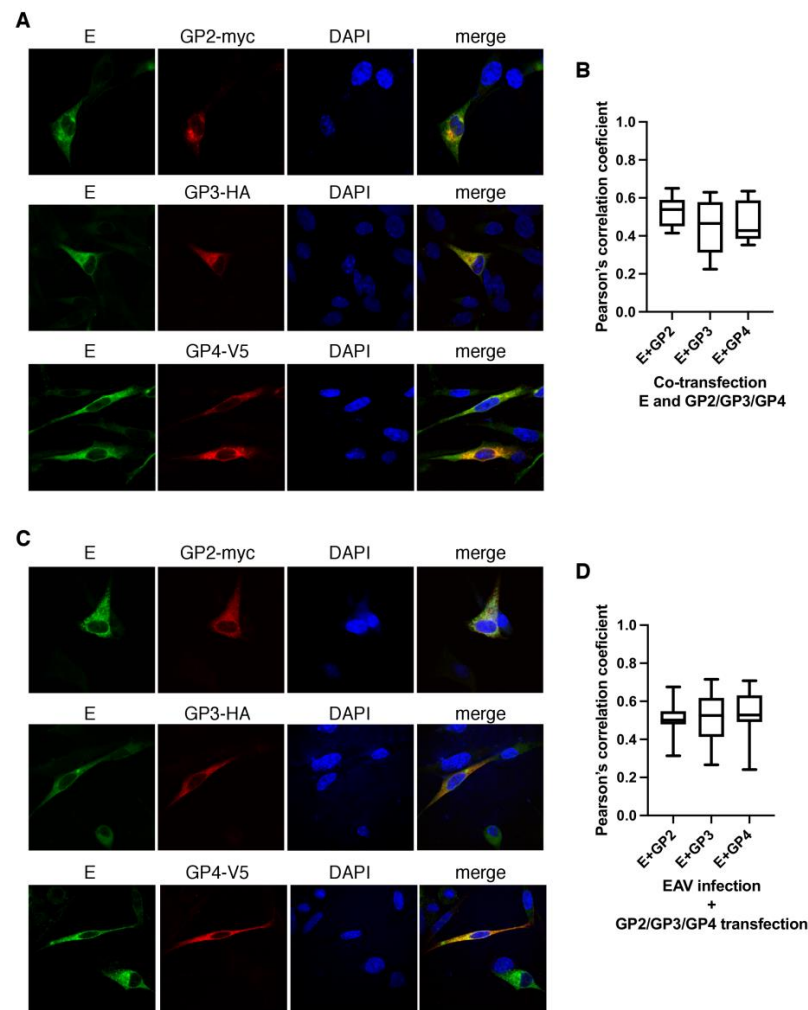 A
E GP2-myc DAPI merge
E GP3-HA DAPI merge
E GP4-V5 DAPI merge
B
Pearson's correlation coeficient
1.0
0.8
0.6
0.4
0.2
0.0
E+GP2 E+GP3 E+GP4
Co-transfection
E and GP2/GP3/GP4
C
E GP2-myc DAPI merge
E GP3-HA DAPI merge
E GP4-V5 DAPI merge
D
Pearson's correlation coeficient
1.0
0.8
0.6
0.4
0.2
0.0
E+GP2 E+GP3 E+GP4
EAV infection
+
GP2/GP3/GP4 transfection